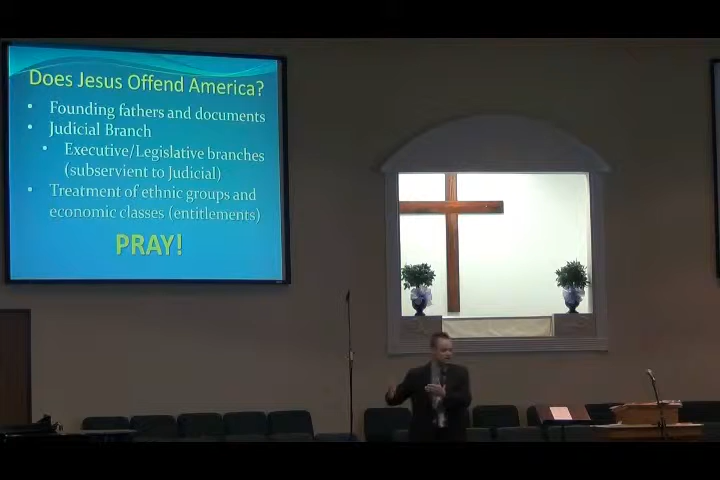 Does Jesus Offend America?
• Founding fathers and documents
• Judicial Branch
• Executive/Legislative branches
(subservient to Judicial)
• Treatment of ethnic groups and
economic classes (entitlements)
PRAY!